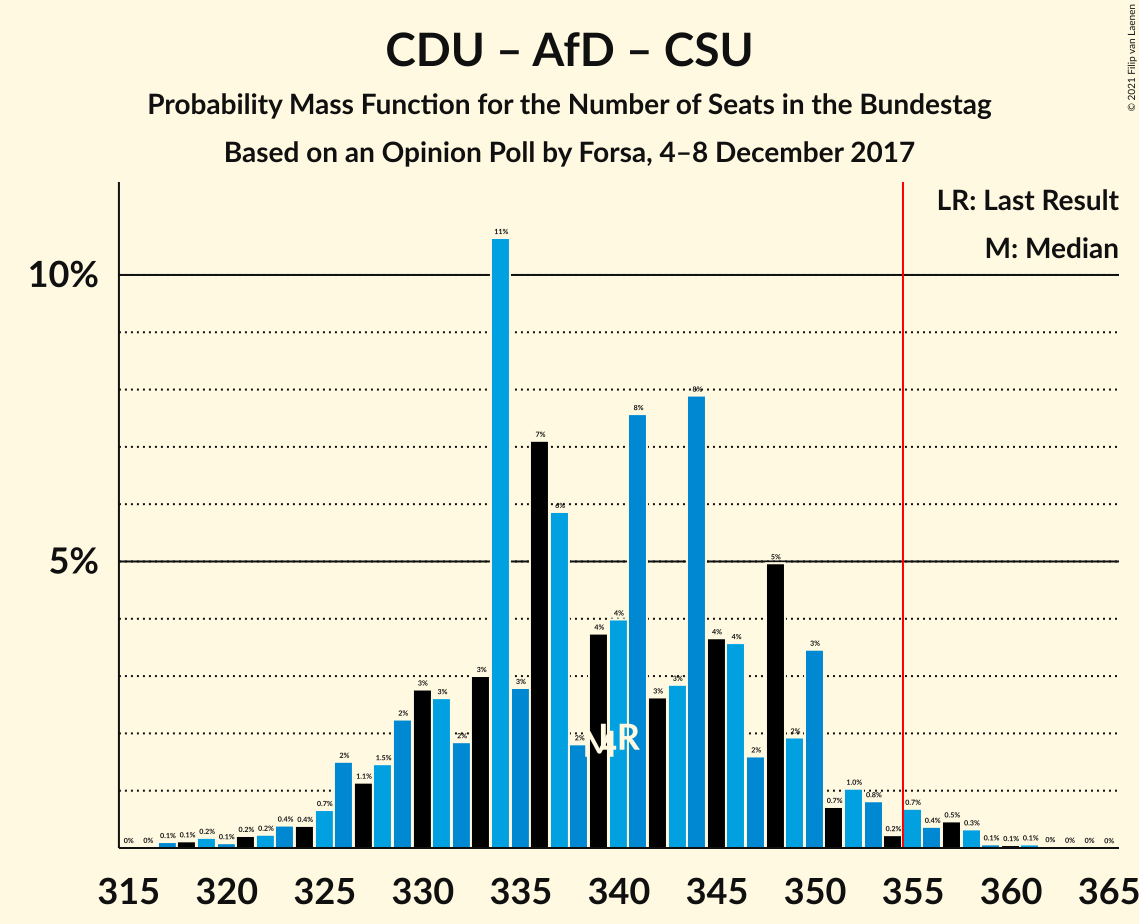 CDU – AfD – CSU
Probability Mass Function for the Number of Seats in the Bundestag
Based on an Opinion Poll by Forsa, 4–8 December 2017
© 2021 Filip van Laenen
LR: Last Result
M: Median
10%
5%
0% 0% 0.1% 0.1% 0.2% 0.1% 0.2% 0.2% 0.4% 0.4% 0.7% 2% 1.1% 1.5% 2% 3% 3% 2% 3% 11% 3% 7% 6% 2% 4% 4% 8% 3% 3% 8% 4% 4% 2% 5% 2% 3% 0.7% 1.0% 0.8% 0.2% 0.7% 0.4% 0.5% 0.3% 0.1% 0.1% 0.1% 0% 0% 0% 0%
M LR
315 320 325 330 335 340 345 350 355 360 365